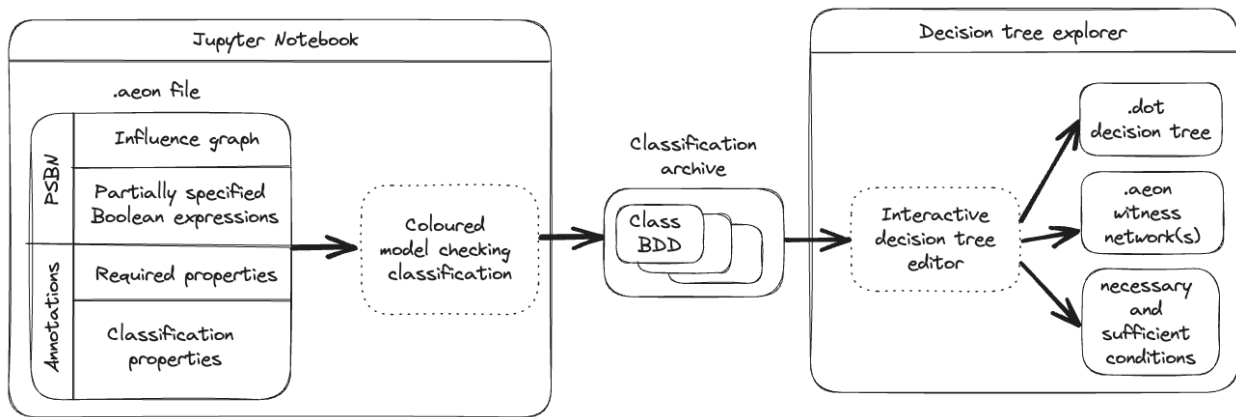 Jupyter Notebook
.aeon file
PSBN
Influence graph
Partially specified
Boolean expressions
Annotations
Required properties
Classification
properties
Coloured
model checking
classification
Classification
archive
Class
BDD
Decision tree explorer
Interactive
decision tree
editor
.dot
decision tree
.aeon
witness
network(s)
necessary
and
sufficient
conditions